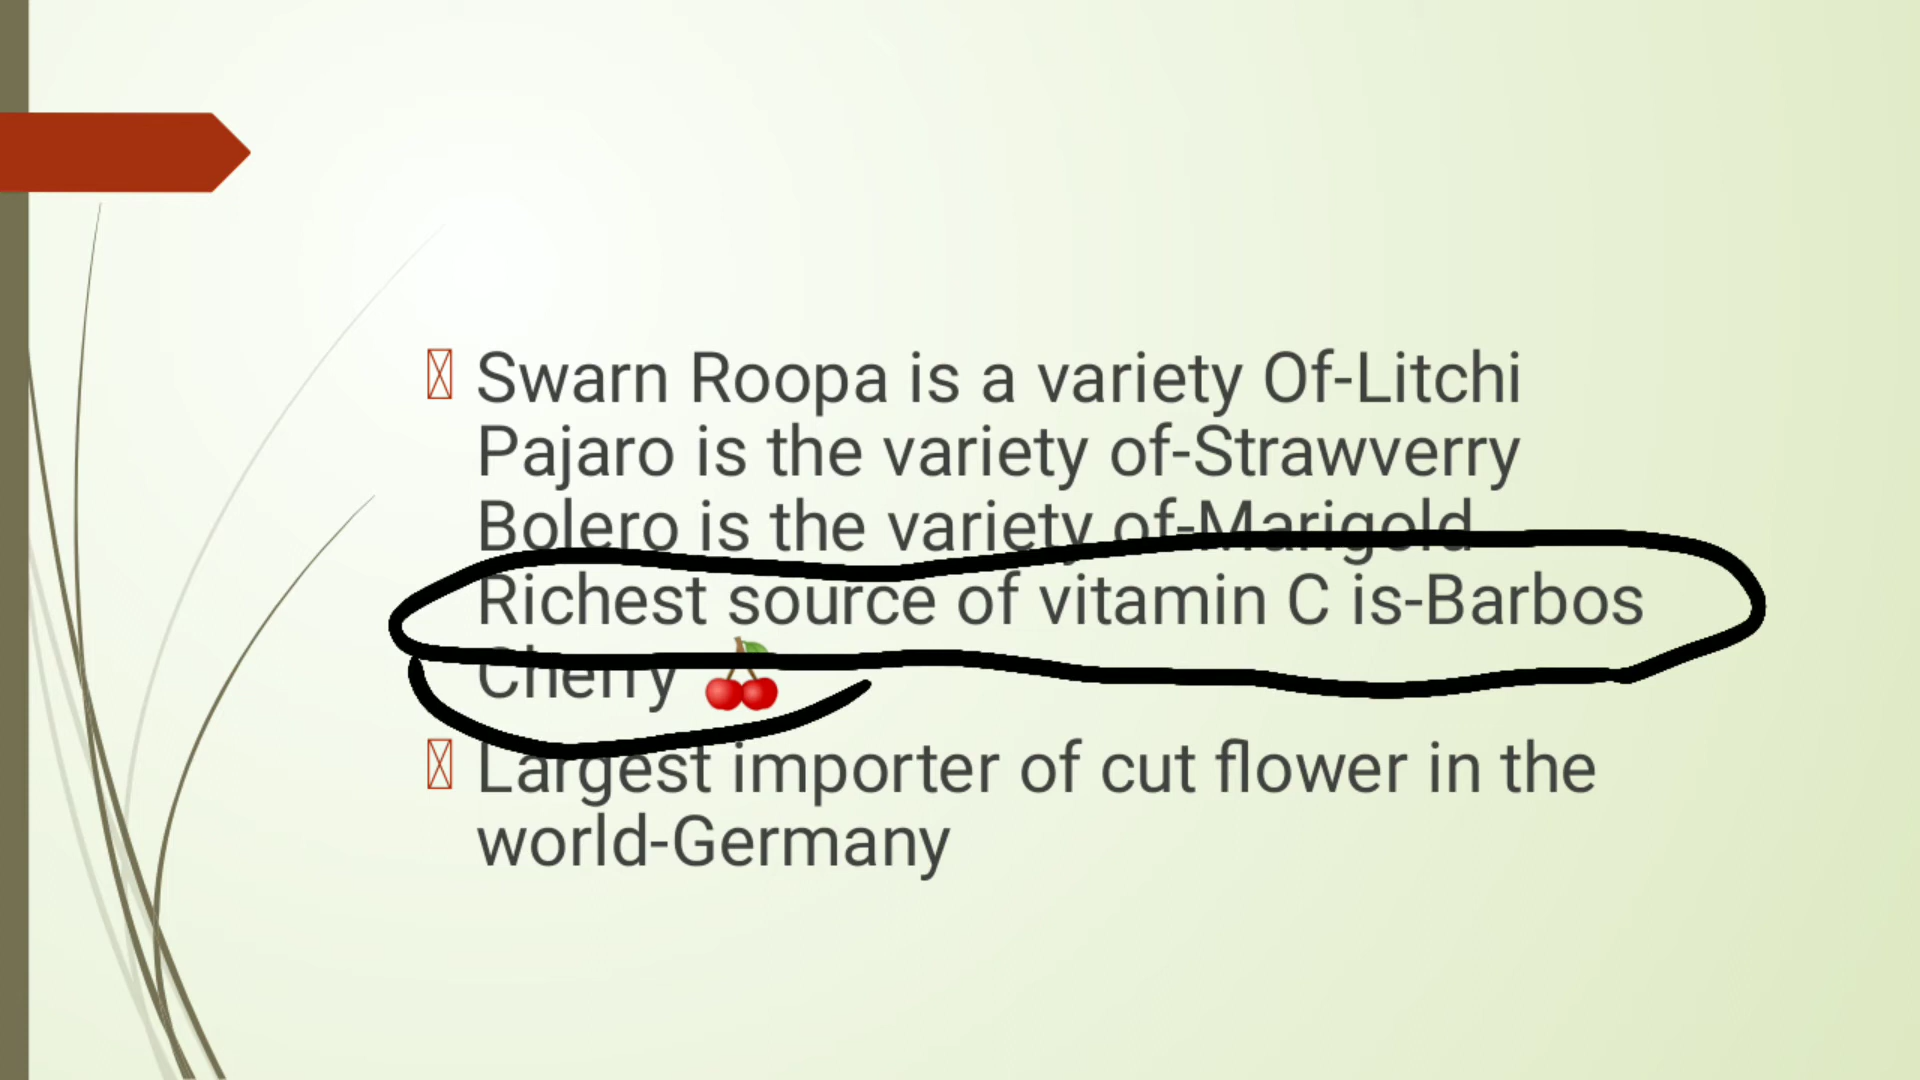 Swarn Roopa is a variety Of-Litchi
Pajaro is the variety of-Strawverry
Bolero is the variety of-Marigold
Richest source of vitamin C is-Barbos
Cherry 🍒
Largest importer of cut flower in the
world-Germany